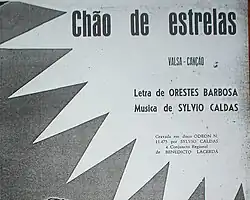 Chão de estrelas
VALSA - CANÇÃO
Letra de ORESTES BARBOSA
Musica de SYLVIO CALDAS
Gravada em disco ODEON N.
11.475 por SYLVIO CALDAS
e Conjuncto Regional
de BENEDICTO LACERDA